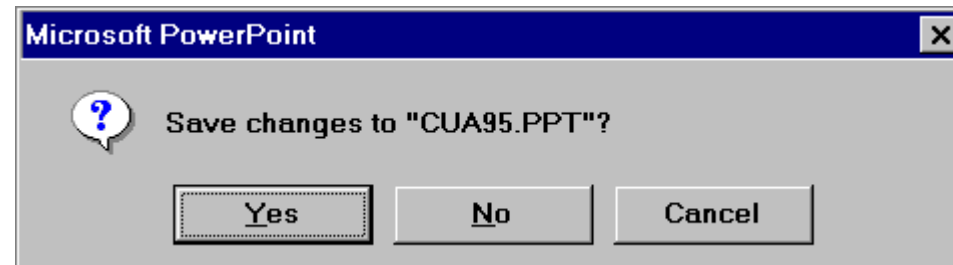 Microsoft PowerPoint
Save changes to "CUA95.PPT"?
Yes No Cancel